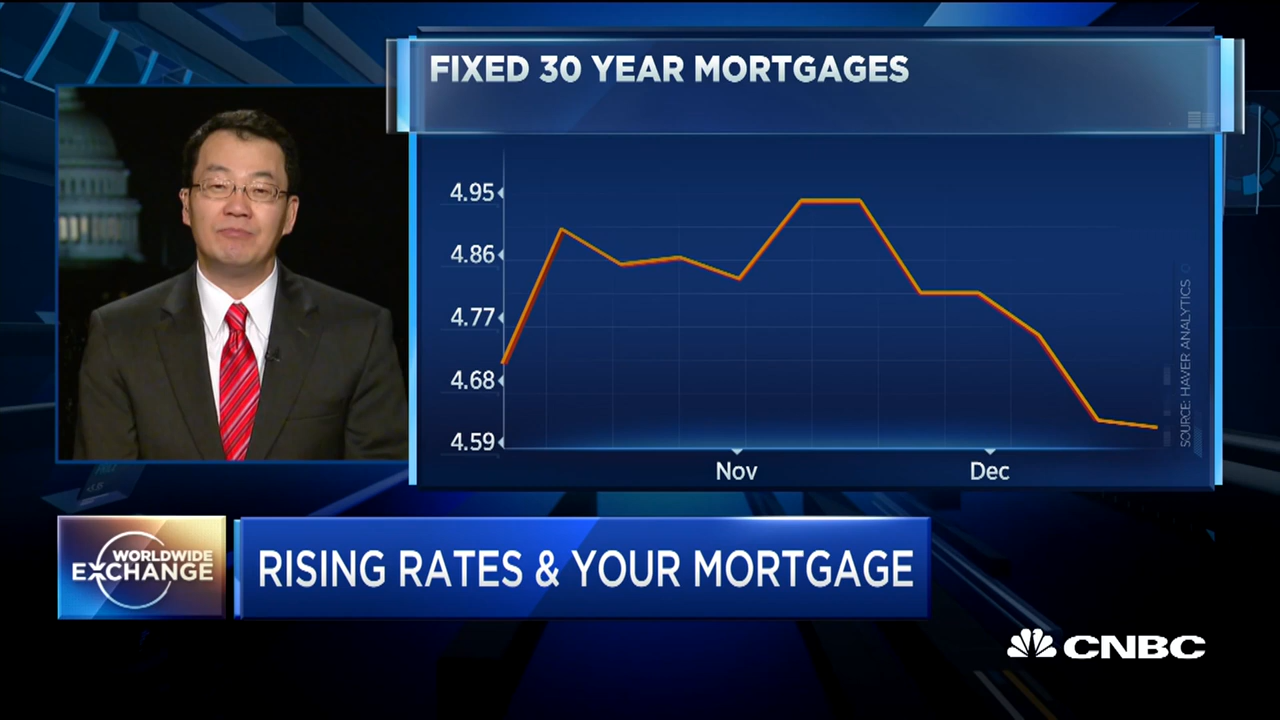 FIXED 30 YEAR MORTGAGES
4.95
4.86
4.77
4.68
4.59
Nov
Dec
SOURCE: HAVER ANALYTICS ©
WORLDWIDE
EXCHANGE
RISING RATES & YOUR MORTGAGE
CNBC